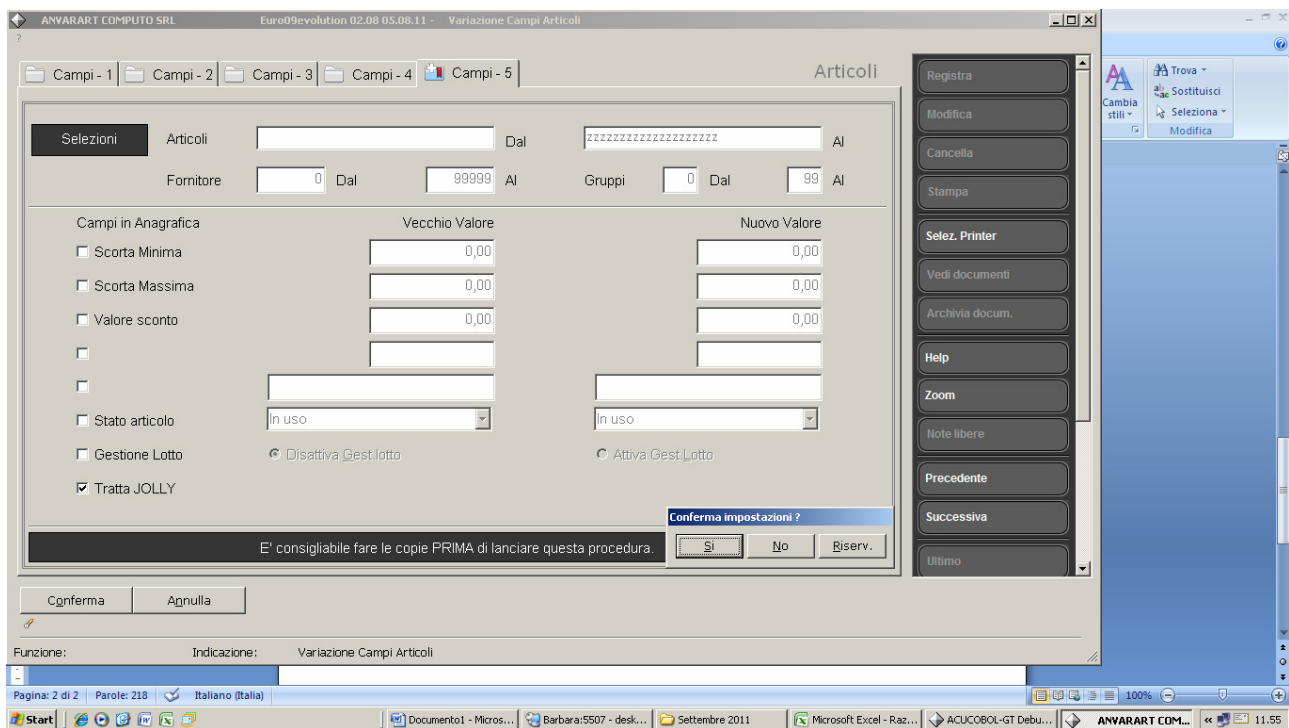 ANVARART COMPUTO SRL Euro09evolution 02.08 05.08.11 - Variazione Campi Articoli
?
Campi - 1 Campi - 2 Campi - 3 Campi - 4 Campi - 5 Articoli
Selezioni Articoli Dal zzzzzzzzzzzzzzzzzzzz Al
Fornitore 0 Dal 99999 Al Gruppi 0 Dal 99 Al
Campi in Anagrafica Vecchio Valore Nuovo Valore
Scorta Minima 0,00 0,00
Scorta Massima 0,00 0,00
Valore sconto 0,00 0,00
Stato articolo In uso In uso
Gestione Lotto Disattiva Gest.lotto Attiva Gest.Lotto
Tratta JOLLY
Conferma impostazioni ?
Si No Riserv.
E' consigliabile fare le copie PRIMA di lanciare questa procedura.
Conferma Annulla
Funzione: Indicazione: Variazione Campi Articoli
Registra
Modifica
Cancella
Stampa
Selez. Printer
Vedi documenti
Archivia docum.
Help
Zoom
Note libere
Precedente
Successiva
Ultimo
Cambia stili
Trova
Sostituisci
Seleziona
Modifica
Pagina: 2 di 2 Parole: 218 Italiano (Italia) 100%
Start Documento1 - Micros... Barbara:5507 - desk... Settembre 2011 Microsoft Excel - Raz... ACUCOBOL-GT Debu... ANVARART COM... 11.55